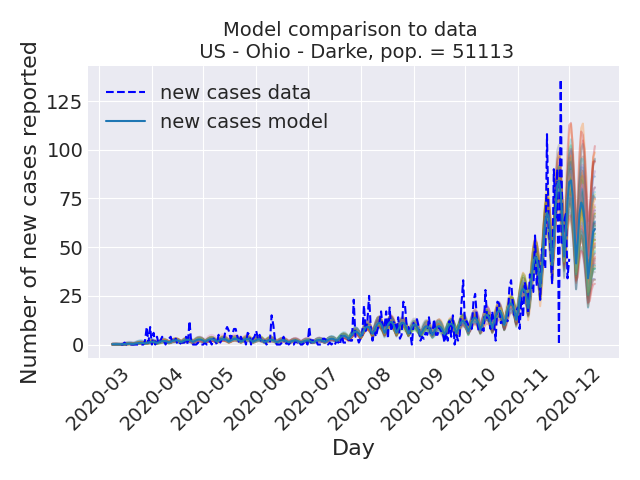 Model comparison to data
US - Ohio - Darke, pop. = 51113
Number of new cases reported
new cases data
new cases model
125
100
75
50
25
0
2020-03
2020-04
2020-05
2020-06
2020-07
2020-08
2020-09
2020-10
2020-11
2020-12
Day